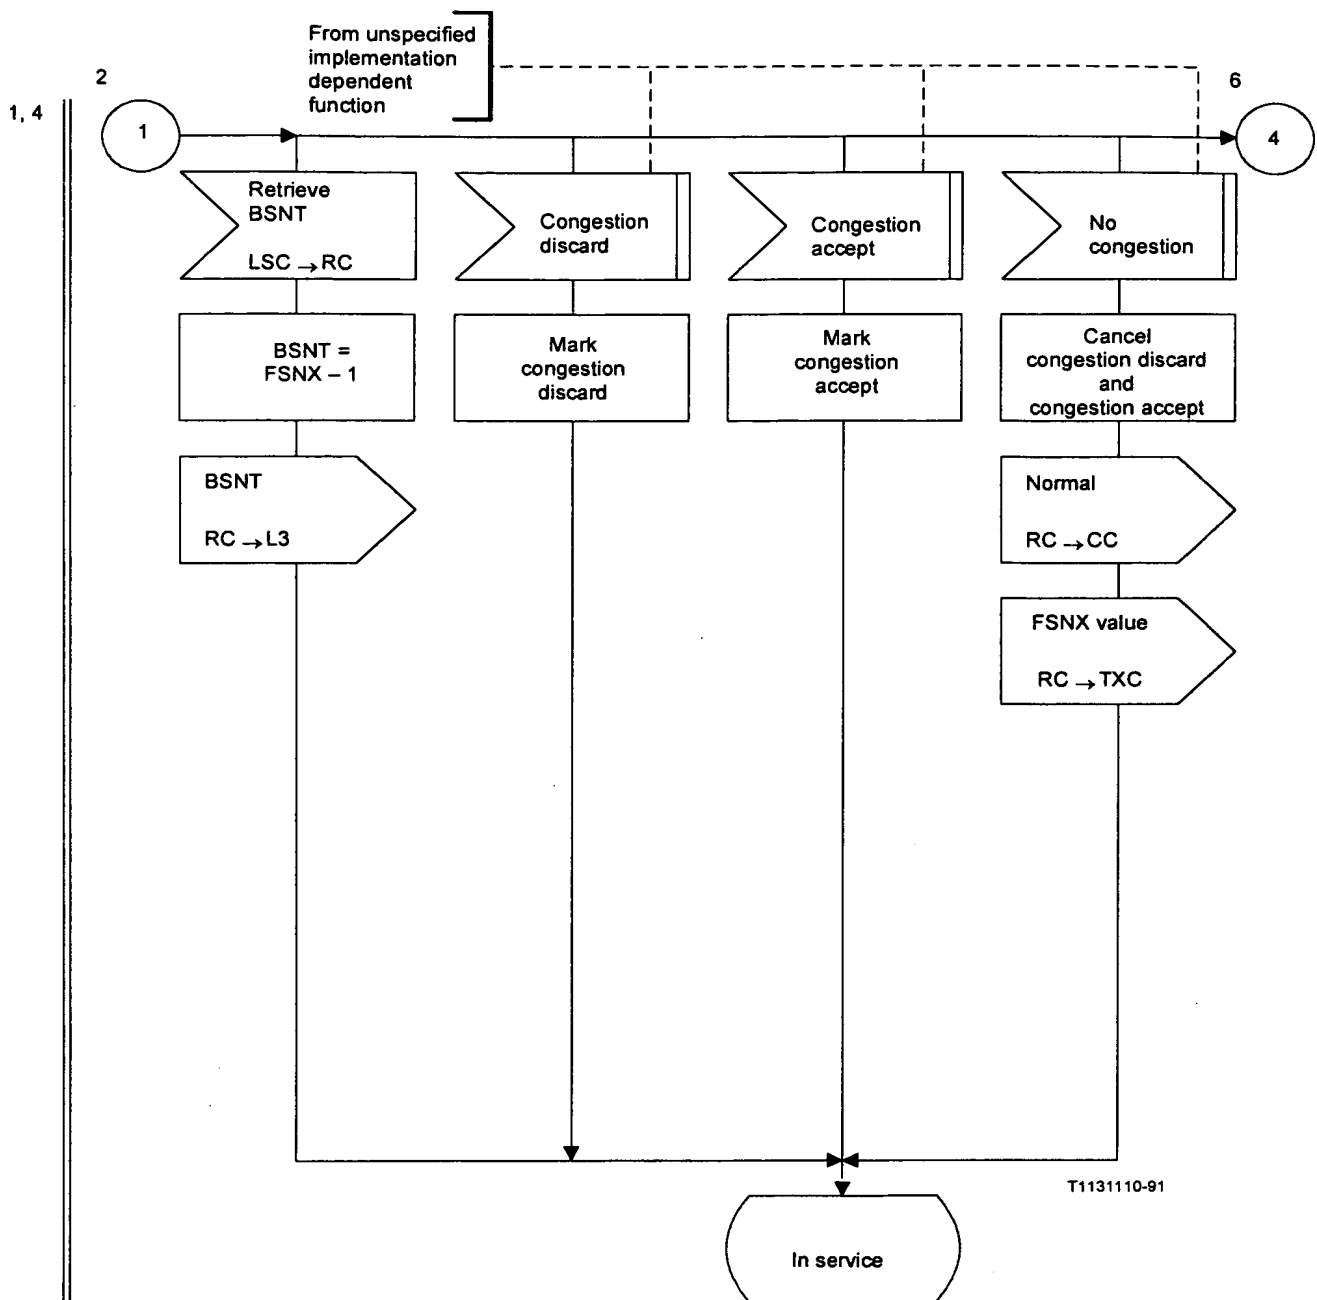 From unspecified
implementation
dependent
function
2
6
1, 4
1
4
Retrieve
BSNT
LSC → RC
Congestion
discard
Congestion
accept
No
congestion
BSNT =
FSNX – 1
Mark
congestion
discard
Mark
congestion
accept
Cancel
congestion discard
and
congestion accept
BSNT
RC → L3
Normal
RC → CC
FSNX value
RC → TXC
T1131110-91
In service